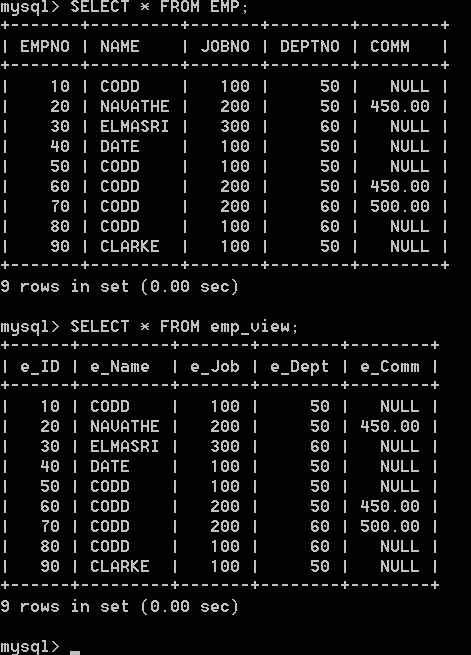 mysql> SELECT * FROM EMP;
+-------+---------+-------+--------+--------+
| EMPNO | NAME    | JOBNO | DEPTNO | COMM   |
+-------+---------+-------+--------+--------+
|    10 | CODD    |   100 |     50 |   NULL |
|    20 | NAVATHE |   200 |     50 | 450.00 |
|    30 | ELMASRI |   300 |     60 |   NULL |
|    40 | DATE    |   100 |     50 |   NULL |
|    50 | CODD    |   100 |     50 |   NULL |
|    60 | CODD    |   200 |     50 | 450.00 |
|    70 | CODD    |   200 |     60 | 500.00 |
|    80 | CODD    |   100 |     60 |   NULL |
|    90 | CLARKE  |   100 |     50 |   NULL |
+-------+---------+-------+--------+--------+
9 rows in set (0.00 sec)

mysql> SELECT * FROM emp_view;
+------+---------+-------+--------+--------+
| e_ID | e_Name  | e_Job | e_Dept | e_Comm |
+------+---------+-------+--------+--------+
|   10 | CODD    |   100 |     50 |   NULL |
|   20 | NAVATHE |   200 |     50 | 450.00 |
|   30 | ELMASRI |   300 |     60 |   NULL |
|   40 | DATE    |   100 |     50 |   NULL |
|   50 | CODD    |   100 |     50 |   NULL |
|   60 | CODD    |   200 |     50 | 450.00 |
|   70 | CODD    |   200 |     60 | 500.00 |
|   80 | CODD    |   100 |     60 |   NULL |
|   90 | CLARKE  |   100 |     50 |   NULL |
+------+---------+-------+--------+--------+
9 rows in set (0.00 sec)

mysql> _